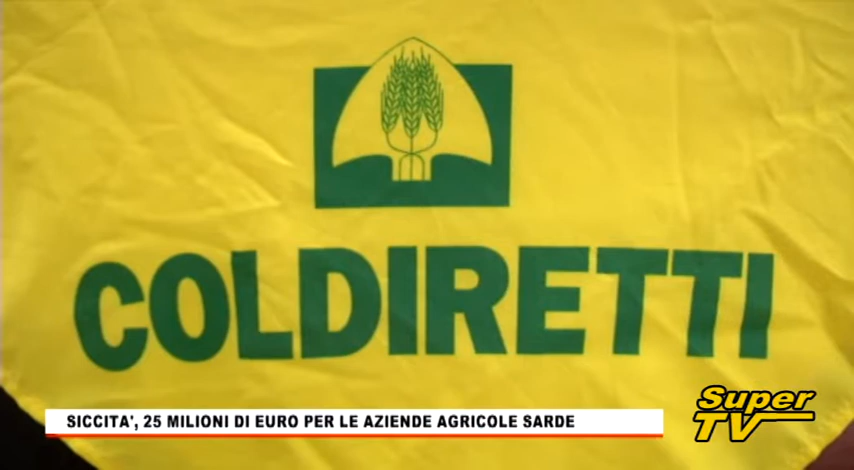 COLDIRETTI
SICCITA', 25 MILIONI DI EURO PER LE AZIENDE AGRICOLE SARDE
Super
TV